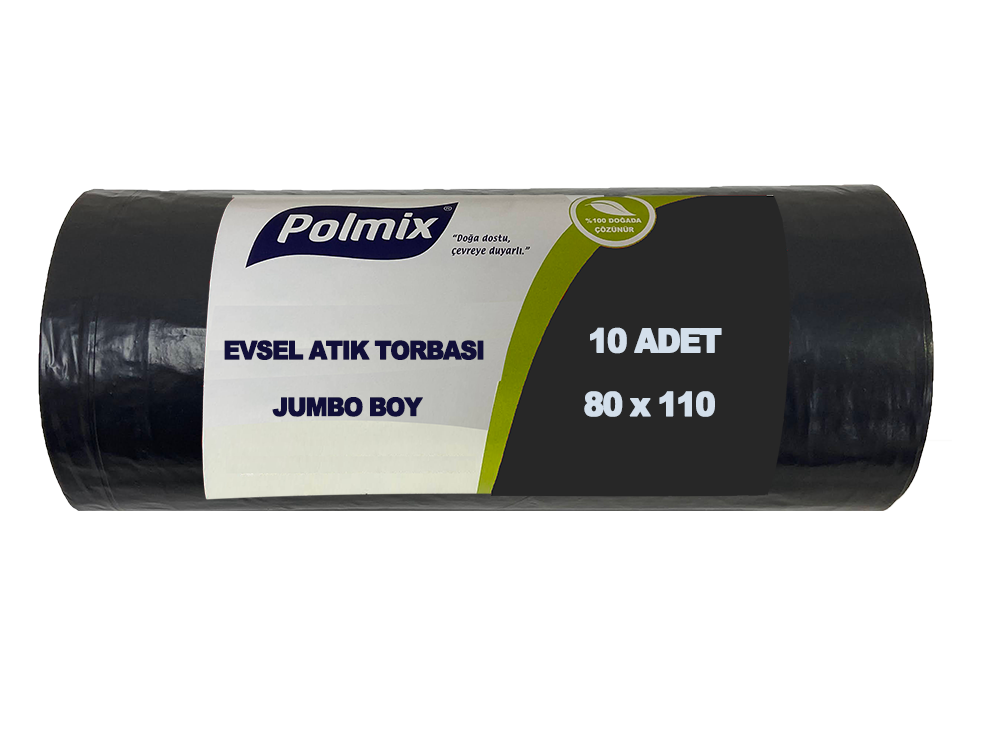 Polmix®
"Doğa dostu,
çevreye duyarlı."
%100 DOĞADA
ÇÖZÜNÜR
EVSEL ATIK TORBASI
JUMBO BOY
10 ADET
80 x 110